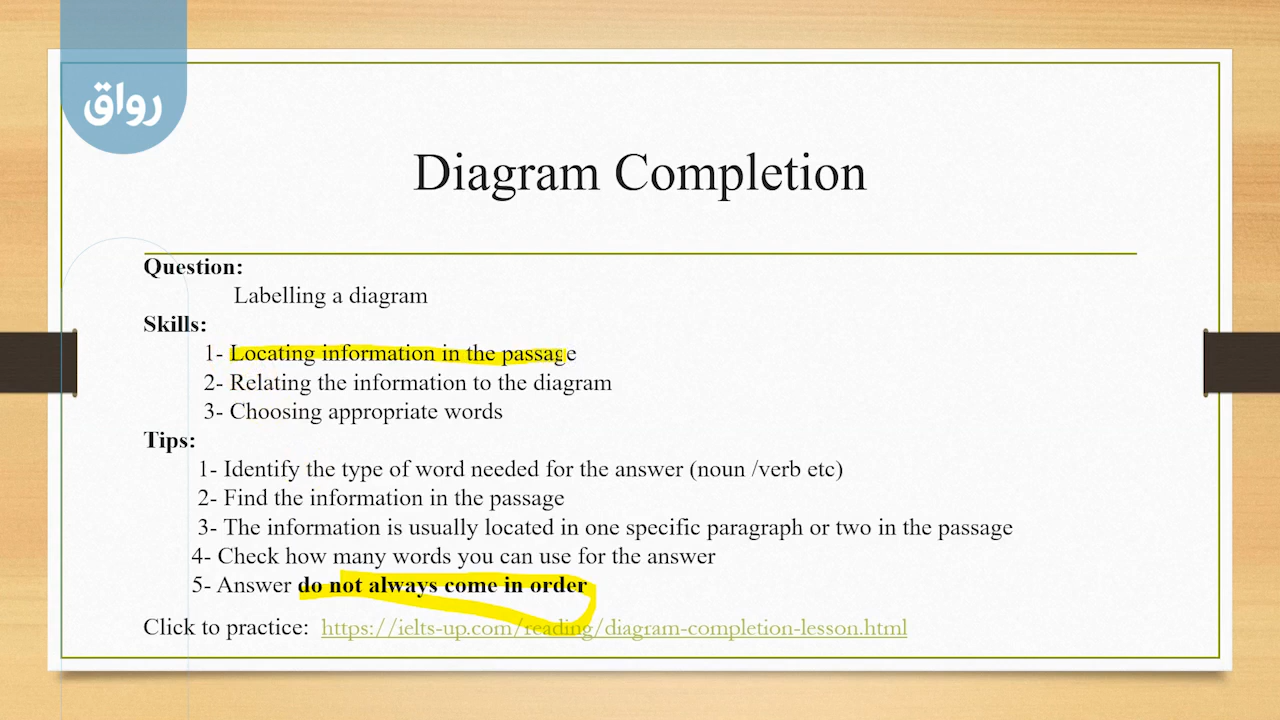 رواق
Diagram Completion
Question:
Labelling a diagram
Skills:
1- Locating information in the passage
2- Relating the information to the diagram
3- Choosing appropriate words
Tips:
1- Identify the type of word needed for the answer (noun /verb etc)
2- Find the information in the passage
3- The information is usually located in one specific paragraph or two in the passage
4- Check how many words you can use for the answer
5- Answer do not always come in order
Click to practice: https://ielts-up.com/reading/diagram-completion-lesson.html